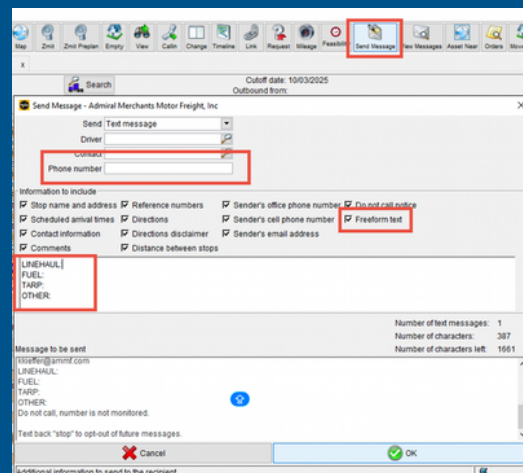 Map Zmit Zmit Preplan Empty View Callin Change Timeline Link Request Mileage Feasibili Send Message New Messages Asset Near Orders Move
x
Search
Cutoff date: 10/03/2025
Outbound from:
Send Message - Admiral Merchants Motor Freight, Inc
Send Text message
Driver
Contact
Phone number
Information to include
Stop name and address Reference numbers Sender's office phone number Do not call notice
Scheduled arrival times Directions Sender's cell phone number Freeform text
Contact information Directions disclaimer Sender's email address
Comments Distance between stops
LINEHAUL:
FUEL:
TARP:
OTHER:
Number of text messages: 1
Number of characters: 387
Message to be sent Number of characters left: 1661
kkieffer@ammf.com
LINEHAUL:
FUEL:
TARP:
OTHER:
Do not call, number is not monitored.
Text back "stop" to opt-out of future messages.
Cancel OK
Additional information to send to the recipient